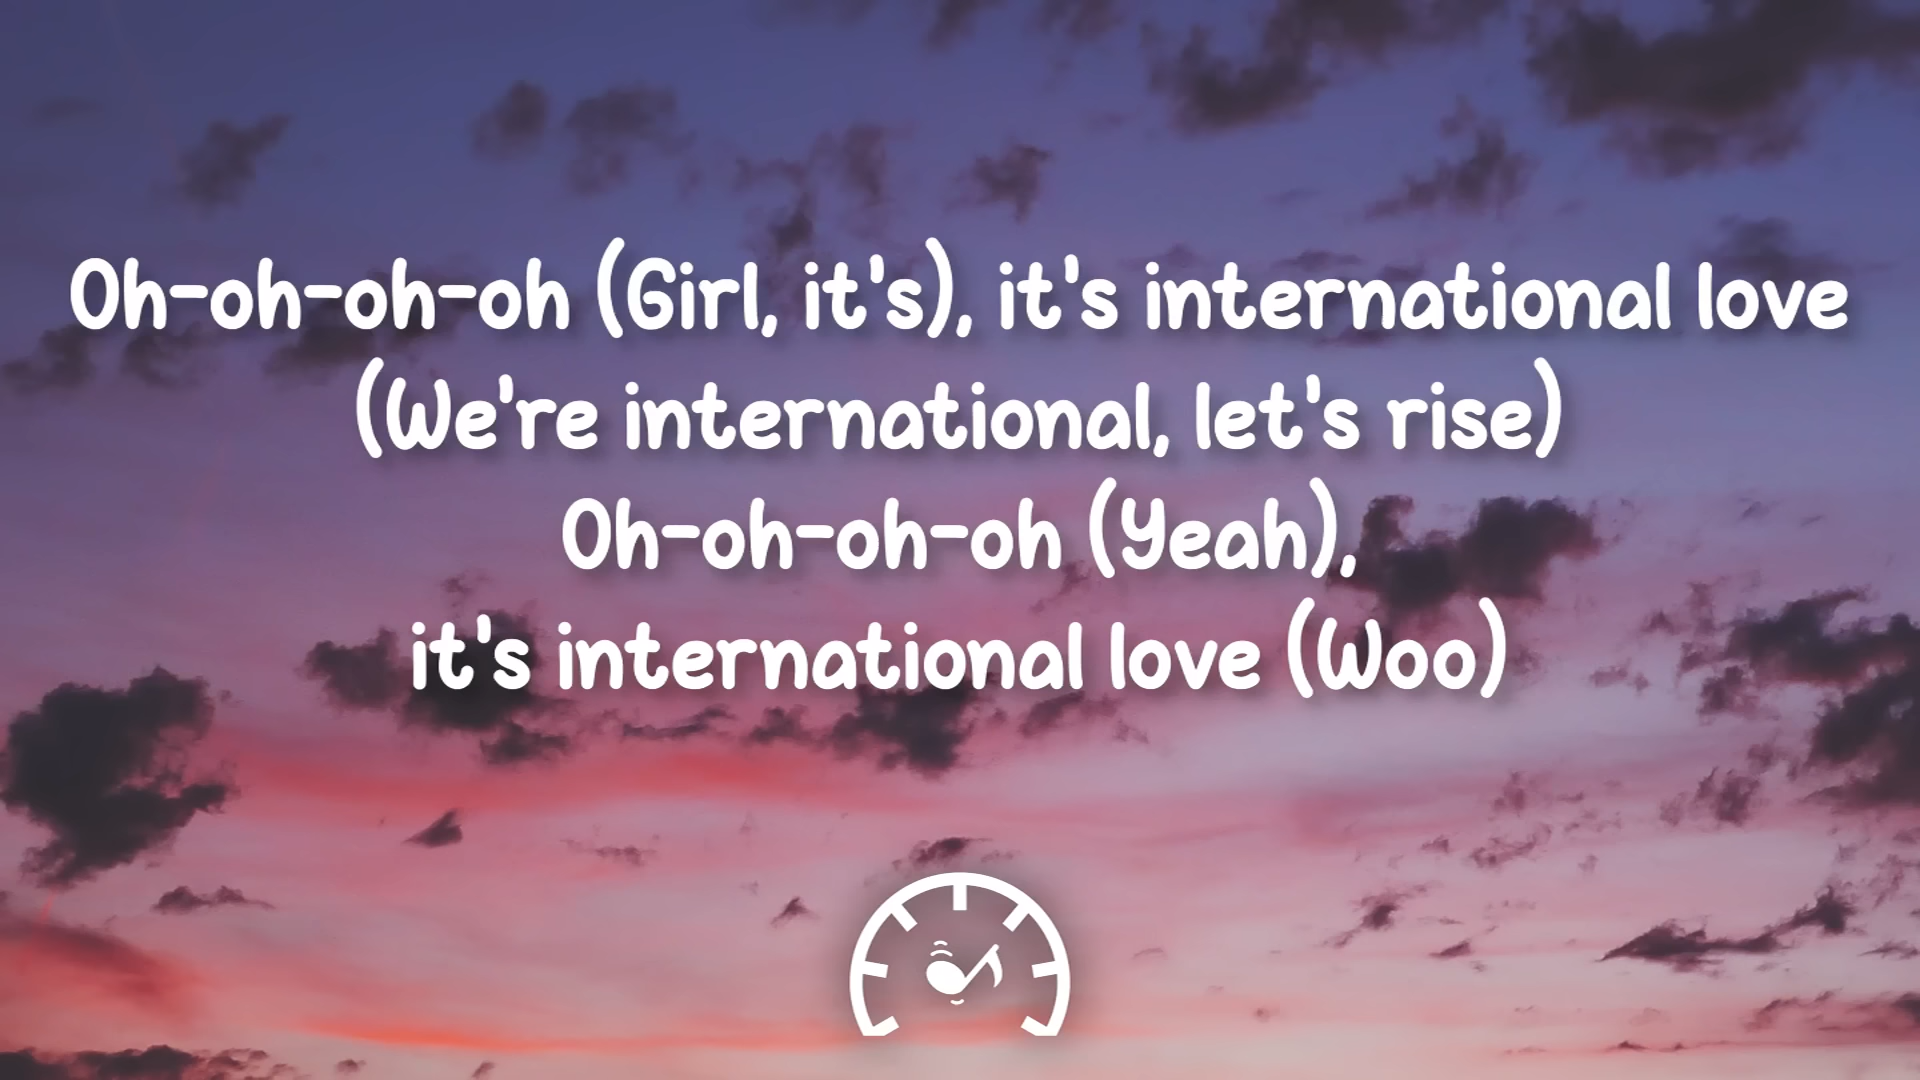 Oh-oh-oh-oh (Girl, it's), it's international love
(We're international, let's rise)
Oh-oh-oh-oh (Yeah),
it's international love (Woo)